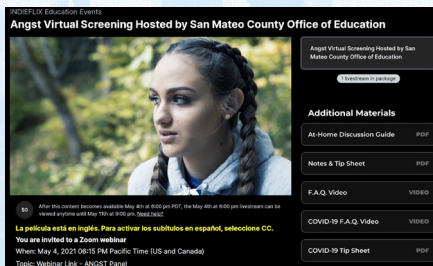 INDIEFLIX Education Events
Angst Virtual Screening Hosted by San Mateo County Office of Education
Angst Virtual Screening Hosted by San
Mateo County Office of Education
1 livestream in package
Additional Materials
At-Home Discussion Guide PDF
Notes & Tip Sheet PDF
F.A.Q. Video VIDEO
COVID-19 F.A.Q. Video VIDEO
COVID-19 Tip Sheet PDF
$0
After this content becomes available May 4th at 6:00 pm PDT, the May 4th at 6:00 pm livestream can be
viewed anytime until May 11th at 9:00 pm. Need help?
La película está en inglés. Para activar los subtítulos en español, seleccione CC.
You are invited to a Zoom webinar
When: May 4, 2021 06:15 PM Pacific Time (US and Canada)
Topic: Webinar Link - ANGST Panel